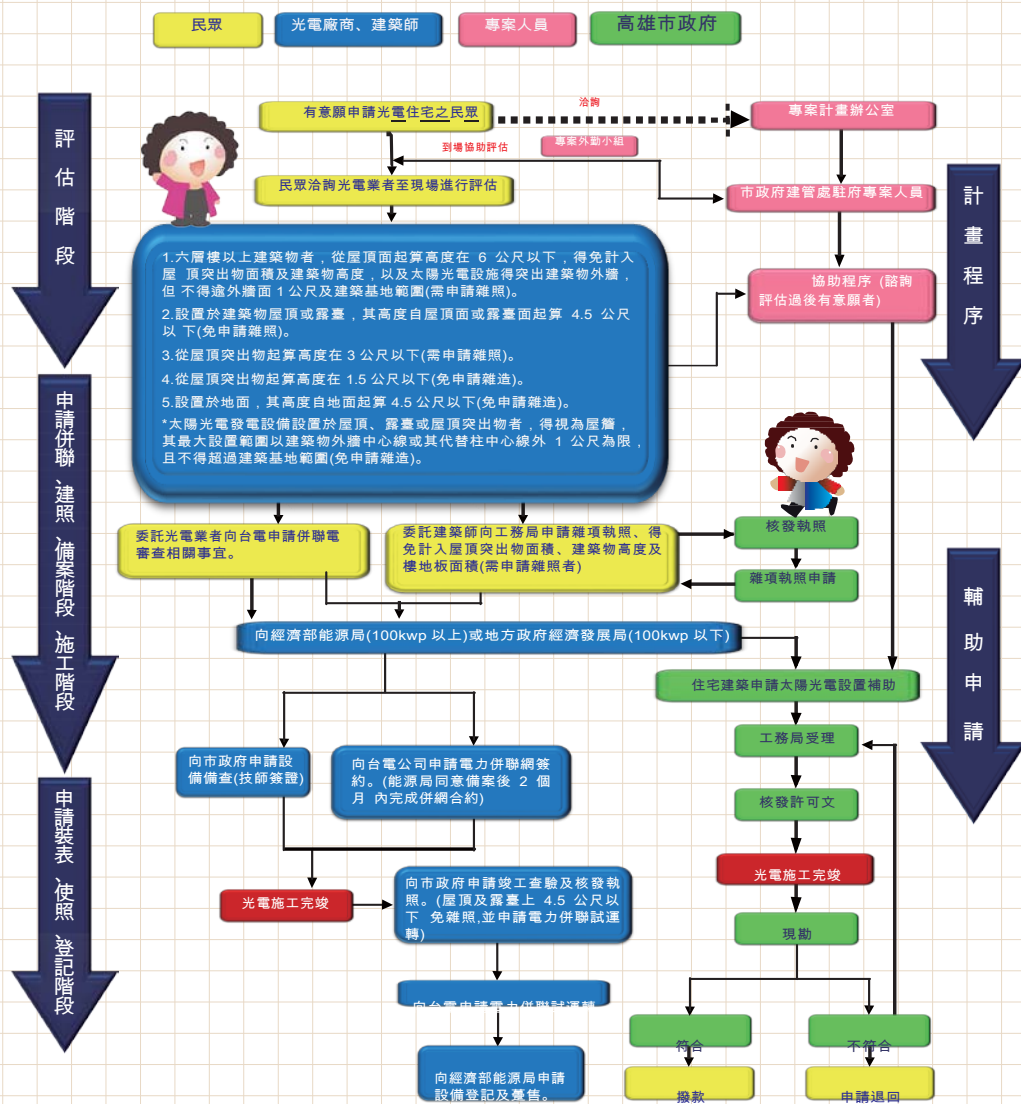 民眾
光電廠商、建築師
專案人員
高雄市政府
評估階段
有意願申請光電住宅之民眾
洽詢
專案計畫辦公室
到場協助評估
專案外勤小組
民眾洽詢光電業者至現場進行評估
市政府建管處駐府專案人員
計畫程序
1.六層樓以上建築物者，從屋頂面起算高度在 6 公尺以下，得免計入
屋 頂突出物面積及建築物高度，以及太陽光電設施得突出建築物外牆，
但 不得逾外牆面 1 公尺及建築基地範圍(需申請雜照)。
2.設置於建築物屋頂或露臺，其高度自屋頂面或露臺面起算 4.5 公尺
以 下(免申請雜照)。
3.從屋頂突出物起算高度在 3 公尺以下(需申請雜照)。
4.從屋頂突出物起算高度在 1.5 公尺以下(免申請雜造)。
5.設置於地面，其高度自地面起算 4.5 公尺以下(免申請雜造)。
*太陽光電發電設備設置於屋頂、露臺或屋頂突出物者，得視為屋簷，
其最大設置範圍以建築物外牆中心線或其代替柱中心線外 1 公尺為限，
且不得超過建築基地範圍(免申請雜造)。
協助程序 (諮詢
評估過後有意願者)
申請併聯、建照、備案階段、施工階段
委託光電業者向台電申請併聯電
審查相關事宜。
委託建築師向工務局申請雜項執照、得
免計入屋頂突出物面積、建築物高度及
樓地板面積(需申請雜照者)
核發執照
雜項執照申請
輔助申請
向經濟部能源局(100kwp 以上)或地方政府經濟發展局(100kwp 以下)
住宅建築申請太陽光電設置補助
工務局受理
向市政府申請設
備備查(技師簽證)
向台電公司申請電力併聯網簽
約。(能源局同意備案後 2 個
月 內完成併網合約)
核發許可文
申請裝表、使照、登記階段
光電施工完竣
光電施工完竣
向市政府申請竣工查驗及核發執
照。(屋頂及露臺上 4.5 公尺以
下 免雜照,並申請電力併聯試運
轉)
現勘
向台電申請電力併聯試運轉
符合
不符合
向經濟部能源局申請
設備登記及躉售。
撥款
申請退回